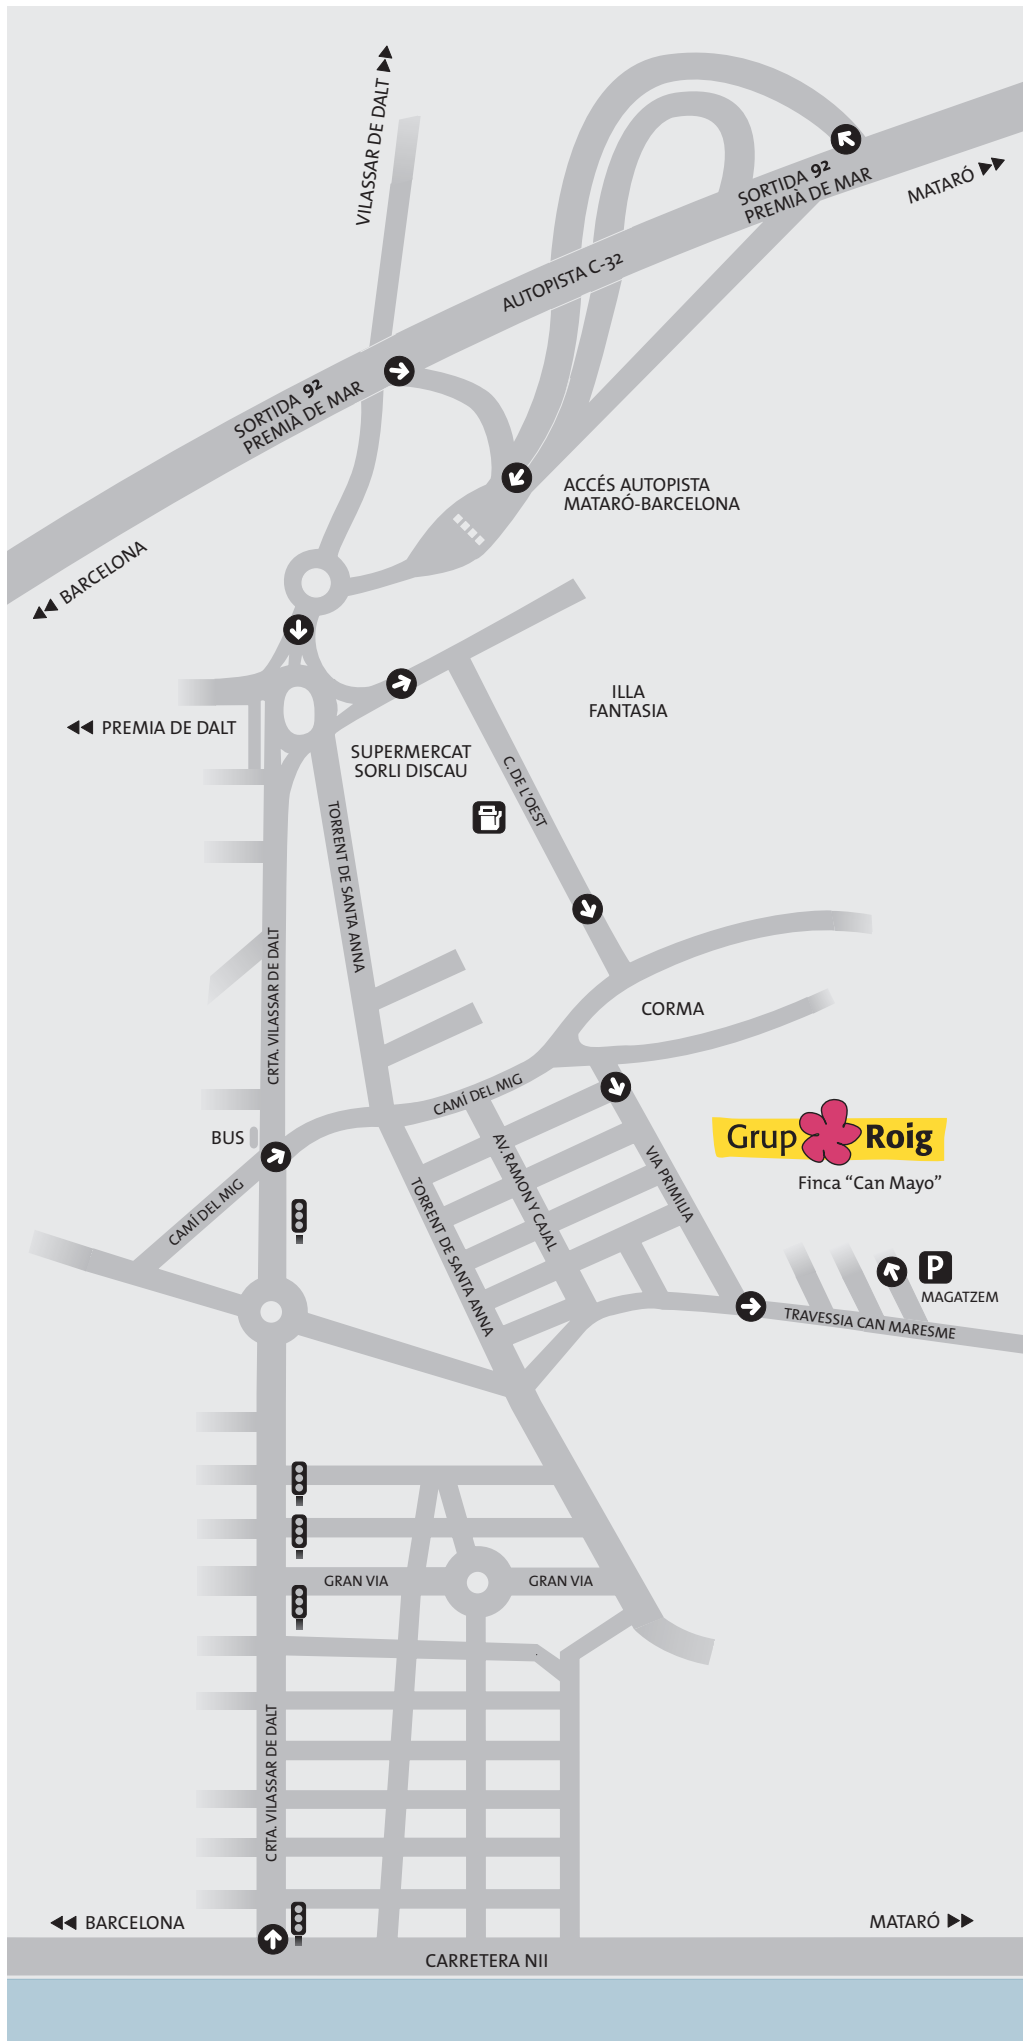 VILASSAR DE DALT
SORTIDA 92
PREMIÀ DE MAR
MATARÓ
AUTOPISTA C-32
SORTIDA 92
PREMIÀ DE MAR
ACCÉS AUTOPISTA
MATARÓ-BARCELONA
BARCELONA
ILLA
FANTASIA
PREMIA DE DALT
SUPERMERCAT
SORLI DISCAU
C. DE L'OEST
TORRENT DE SANTA ANNA
CRTA. VILASSAR DE DALT
CORMA
CAMÍ DEL MIG
BUS
Grup Roig
Finca “Can Mayo”
AV. RAMON Y CAJAL
VIA PRIMILIA
CAMÍ DEL MIG
TORRENT DE SANTA ANNA
P
MAGATZEM
TRAVESSIA CAN MARESME
GRAN VIA
GRAN VIA
CRTA. VILASSAR DE DALT
BARCELONA
MATARÓ
CARRETERA NII